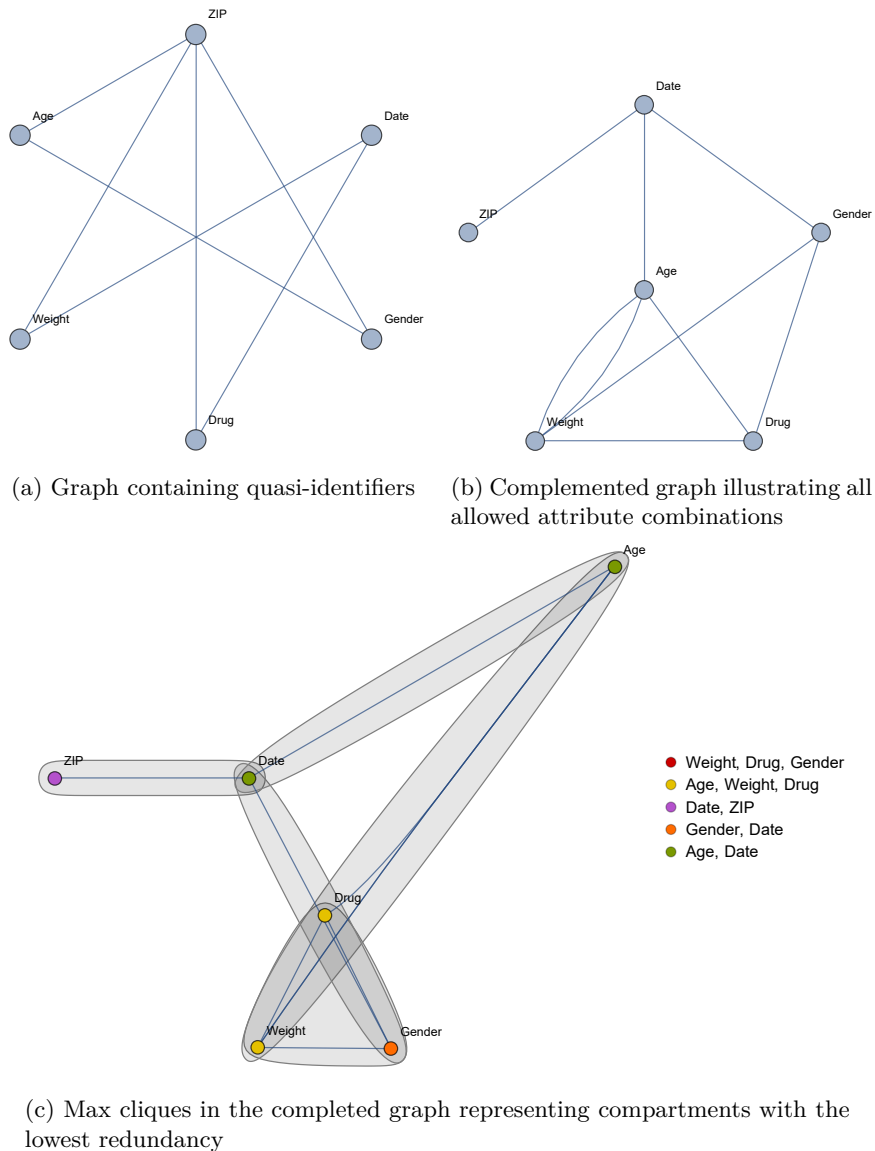 ZIP
Age
Date
Weight
Gender
Drug
(a) Graph containing quasi-identifiers
Date
ZIP
Gender
Age
Weight
Drug
(b) Complemented graph illustrating all
allowed attribute combinations
Age
ZIP
Date
Drug
Weight
Gender
Weight, Drug, Gender
Age, Weight, Drug
Date, ZIP
Gender, Date
Age, Date
(c) Max cliques in the completed graph representing compartments with the
lowest redundancy